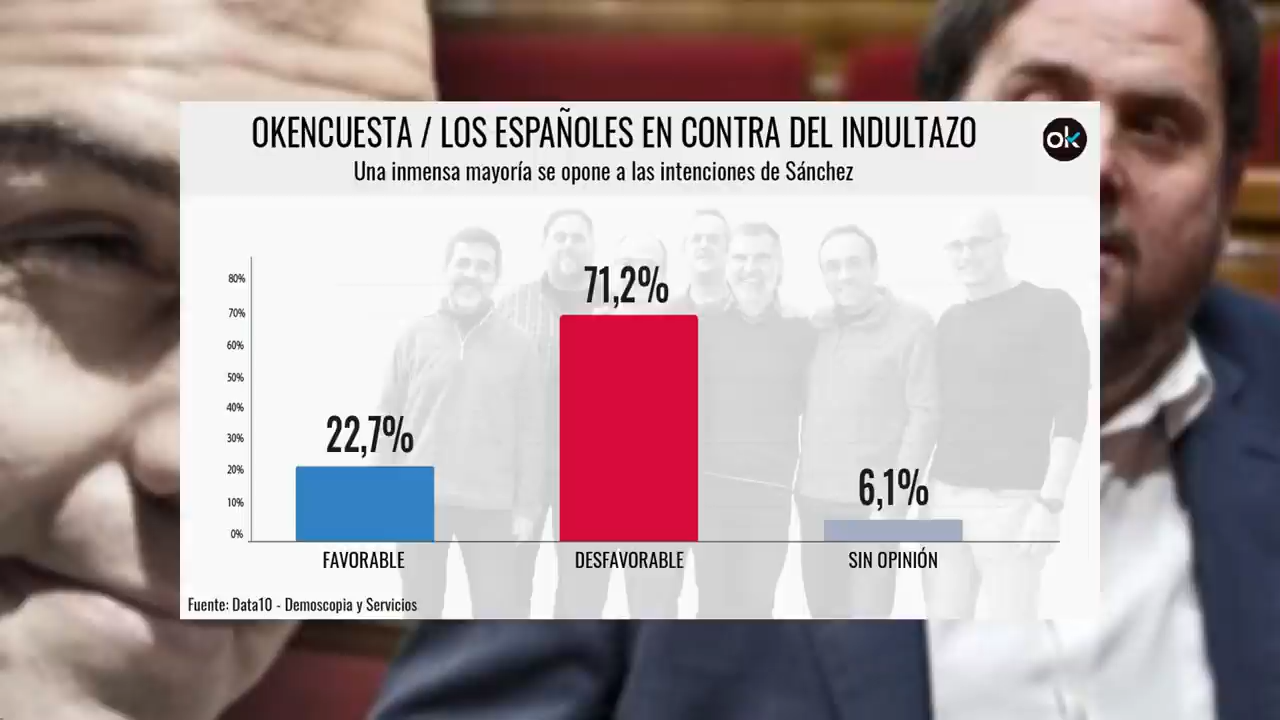 OKENCUESTA / LOS ESPAÑOLES EN CONTRA DEL INDULTAZO
ok
Una inmensa mayoría se opone a las intenciones de Sánchez
80%
70%
60%
50%
40%
30%
20%
10%
0%
22,7%
71,2%
6,1%
FAVORABLE
DESFAVORABLE
SIN OPINIÓN
Fuente: Data10 - Demoscopia y Servicios